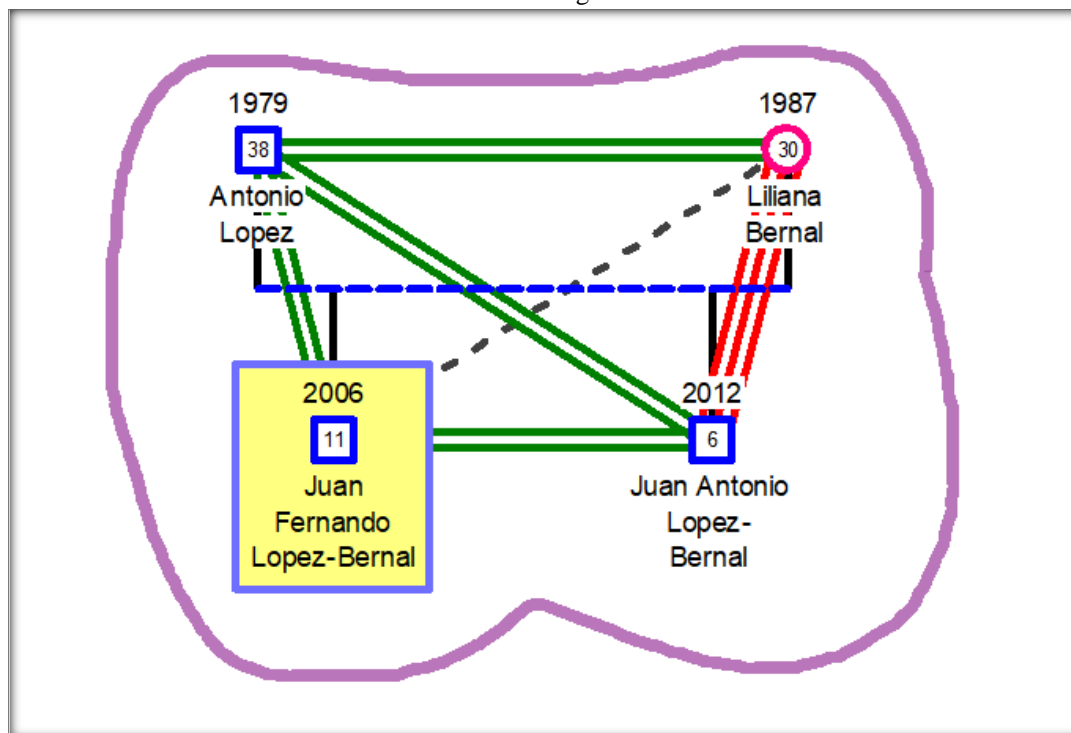 1979
1987
38
30
Antonio
Lopez
Liliana
Bernal
2006
2012
11
6
Juan
Fernando
Lopez-Bernal
Juan Antonio
Lopez-
Bernal